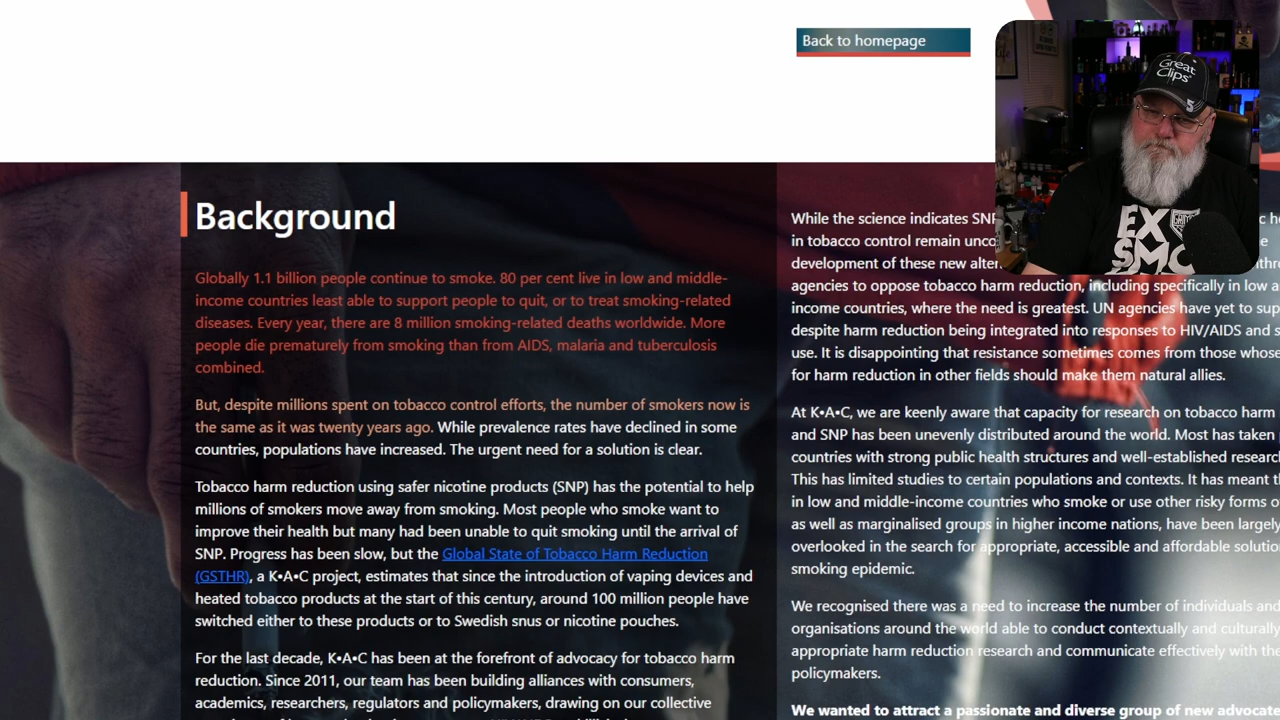 Back to homepage
Great
Clips
5
EX
SMO
Background
Globally 1.1 billion people continue to smoke. 80 per cent live in low and middle-
income countries least able to support people to quit, or to treat smoking-related
diseases. Every year, there are 8 million smoking-related deaths worldwide. More
people die prematurely from smoking than from AIDS, malaria and tuberculosis
combined.
But, despite millions spent on tobacco control efforts, the number of smokers now is
the same as it was twenty years ago. While prevalence rates have declined in some
countries, populations have increased. The urgent need for a solution is clear.
Tobacco harm reduction using safer nicotine products (SNP) has the potential to help
millions of smokers move away from smoking. Most people who smoke want to
improve their health but many had been unable to quit smoking until the arrival of
SNP. Progress has been slow, but the Global State of Tobacco Harm Reduction
(GSTHR), a K•A•C project, estimates that since the introduction of vaping devices and
heated tobacco products at the start of this century, around 100 million people have
switched either to these products or to Swedish snus or nicotine pouches.
For the last decade, K•A•C has been at the forefront of advocacy for tobacco harm
reduction. Since 2011, our team has been building alliances with consumers,
academics, researchers, regulators and policymakers, drawing on our collective
While the science indicates SNP
in tobacco control remain
development of these new
agencies to oppose tobacco harm reduction, including specifically in low a
income countries, where the need is greatest. UN agencies have yet to
despite harm reduction being integrated into responses to HIV/AIDS and
use. It is disappointing that resistance sometimes comes from those whose
for harm reduction in other fields should make them natural allies.
At K•A•C, we are keenly aware that capacity for research on tobacco harm
and SNP has been unevenly distributed around the world. Most has taken
countries with strong public health structures and well-established
This has limited studies to certain populations and contexts. It has meant
in low and middle-income countries who smoke or use other risky forms o
as well as marginalised groups in higher income nations, have been largely
overlooked in the search for appropriate, accessible and affordable
smoking epidemic.
We recognised there was a need to increase the number of individuals and
organisations around the world able to conduct contextually and culturally
appropriate harm reduction research and communicate effectively with
policymakers.
We wanted to attract a passionate and diverse group of new